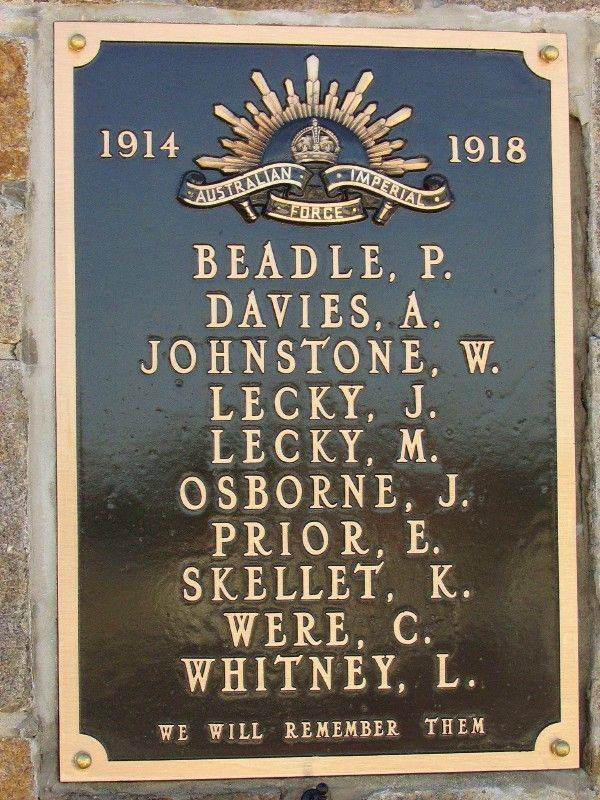 1914 1918
AUSTRALIAN IMPERIAL
FORCE
BEADLE, P.
DAVIES, A.
JOHNSTONE, W.
LECKY, J.
LECKY, M.
OSBORNE, J.
PRIOR, E.
SKELLET, K.
WERE, C.
WHITNEY, L.
WE WILL REMEMBER THEM